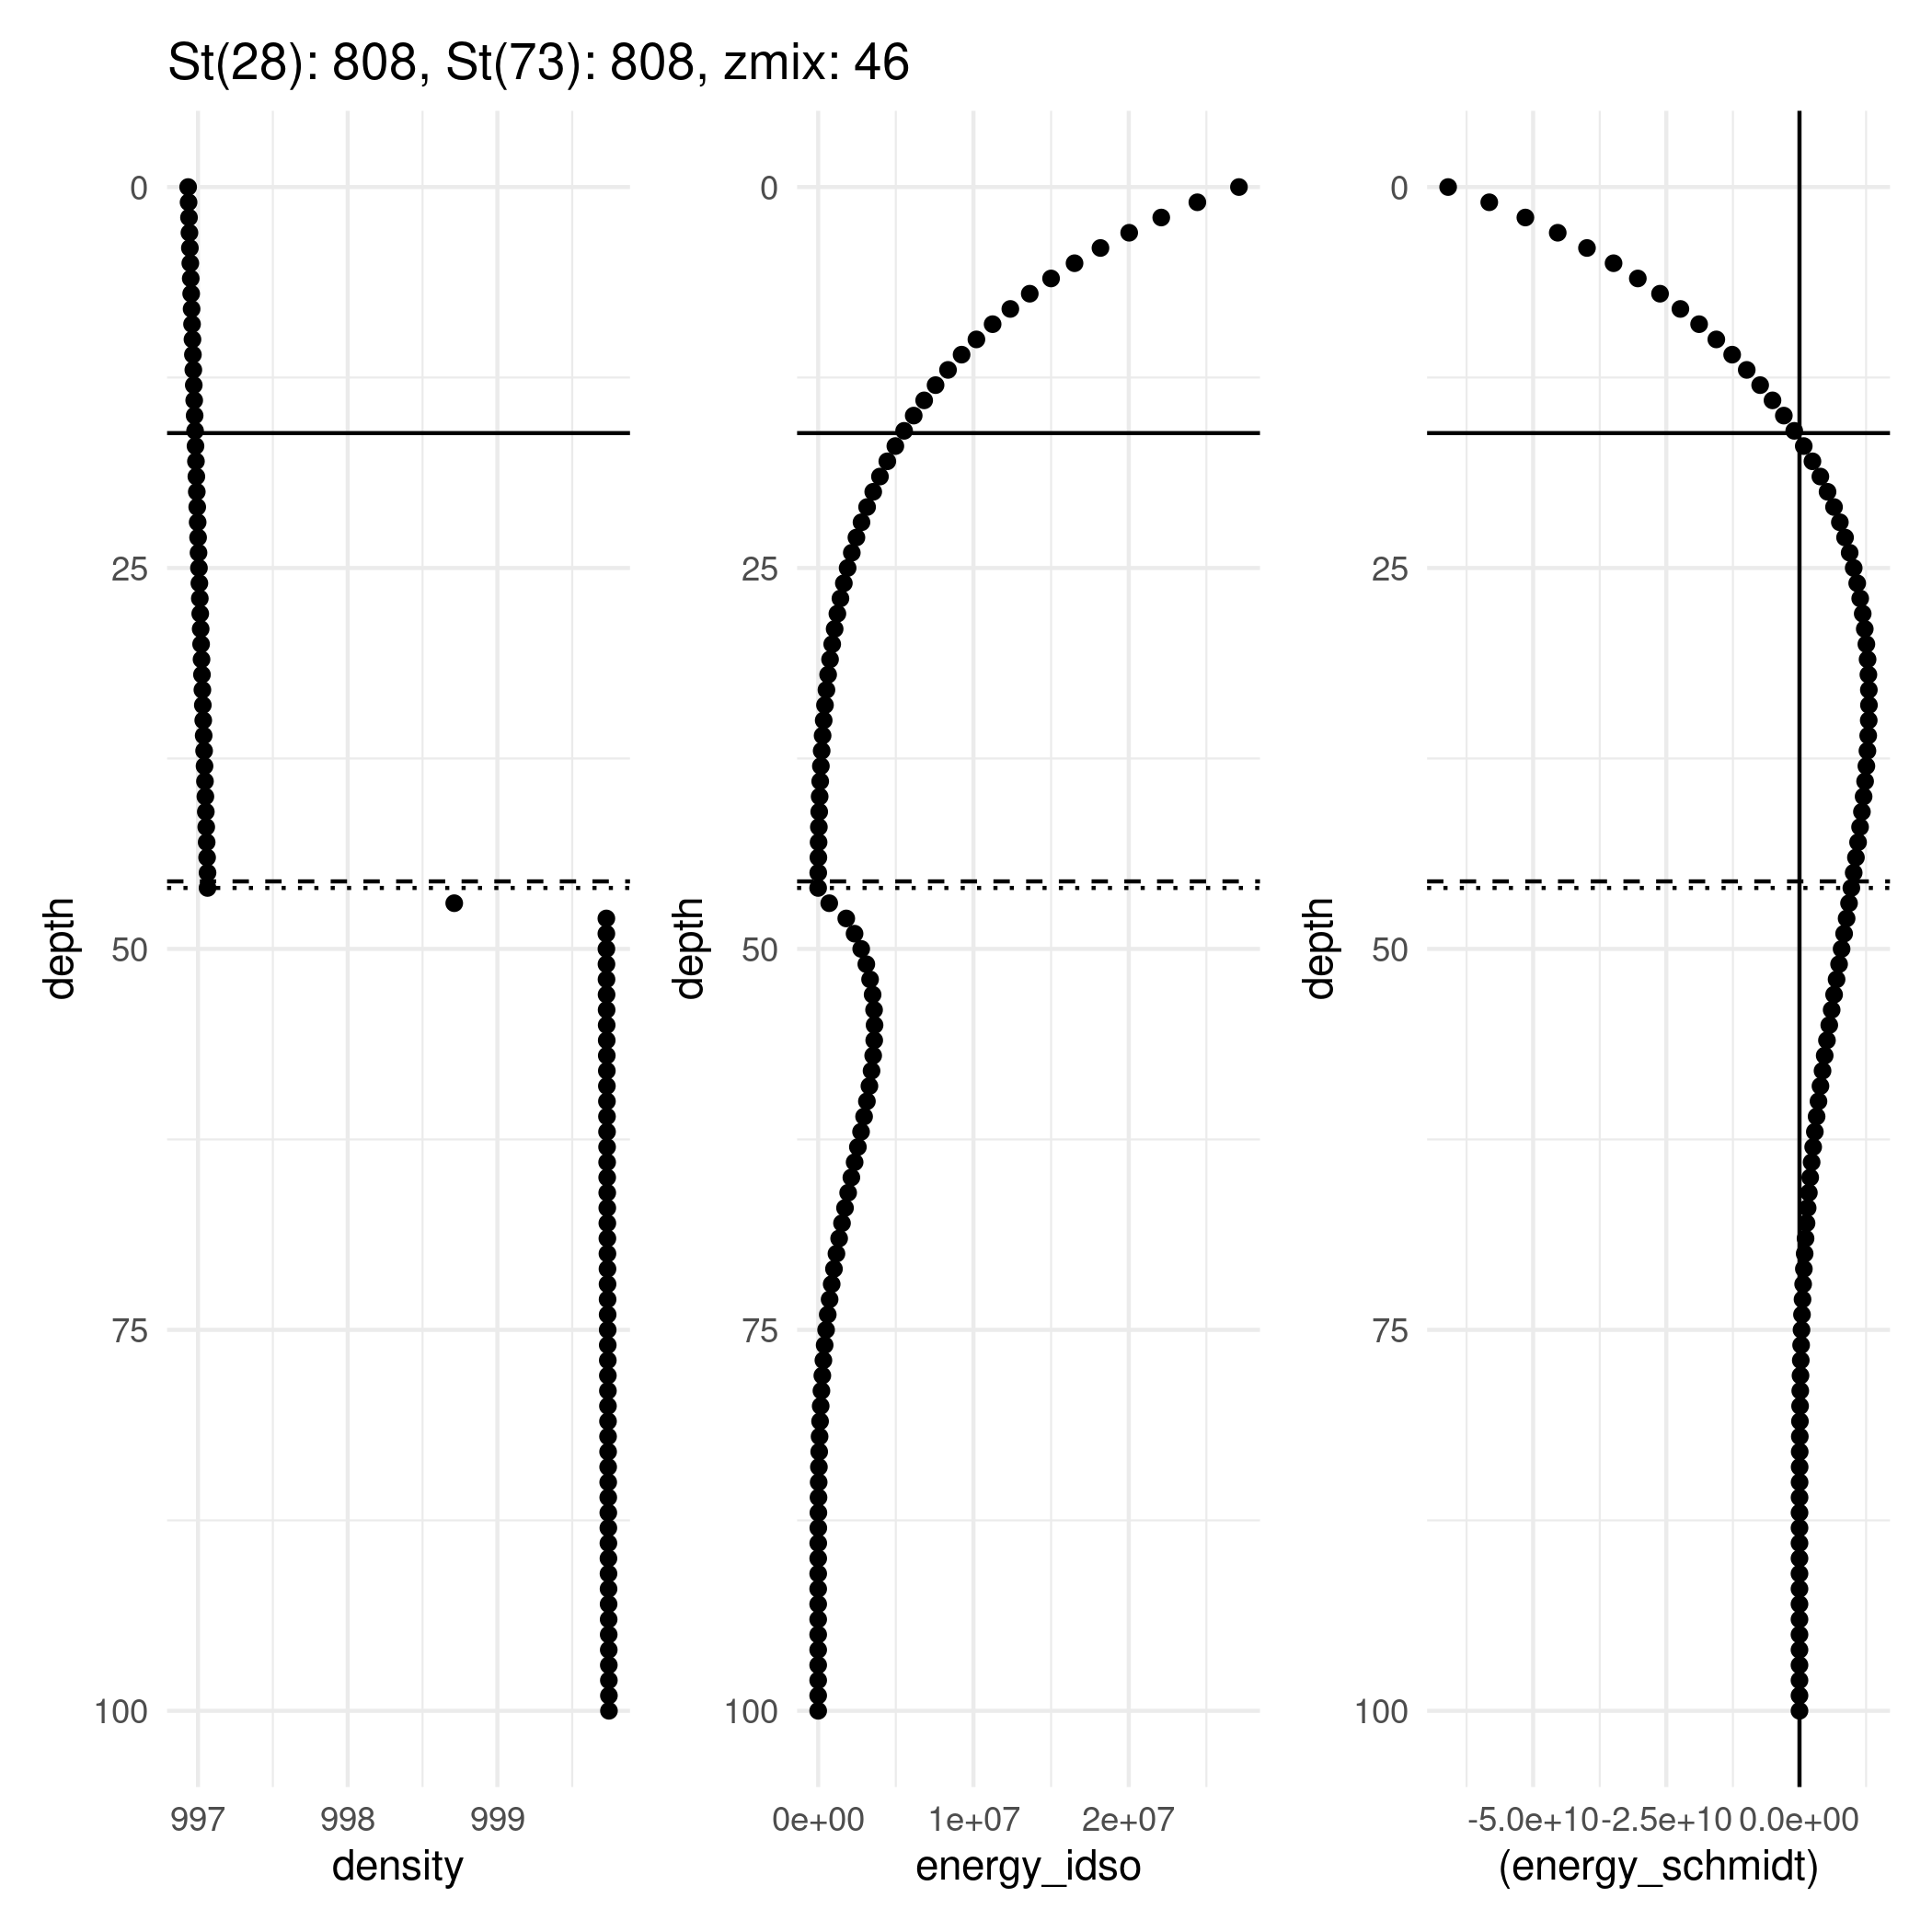 St(28): 808, St(73): 808, zmix: 46
0
25
50
75
100
depth
997
998
999
density
0
25
50
75
100
depth
0e+00
1e+07
2e+07
energy_idso
0
25
50
75
100
depth
-5.0e+10
-2.5e+10
0.0e+00
(energy_schmidt)